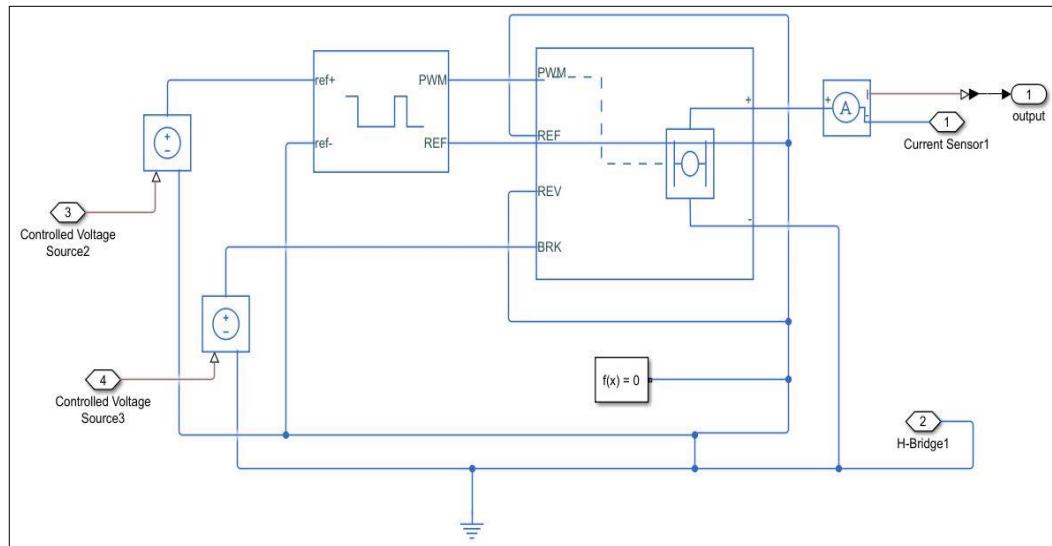 ref+
PWM
ref-
REF
PWM
REF
REV
BRK
+
-
+
-
+
-
+
A
I
-
1
output
1
Current Sensor1
3
Controlled Voltage
Source2
+
-
4
Controlled Voltage
Source3
f(x) = 0
2
H-Bridge1